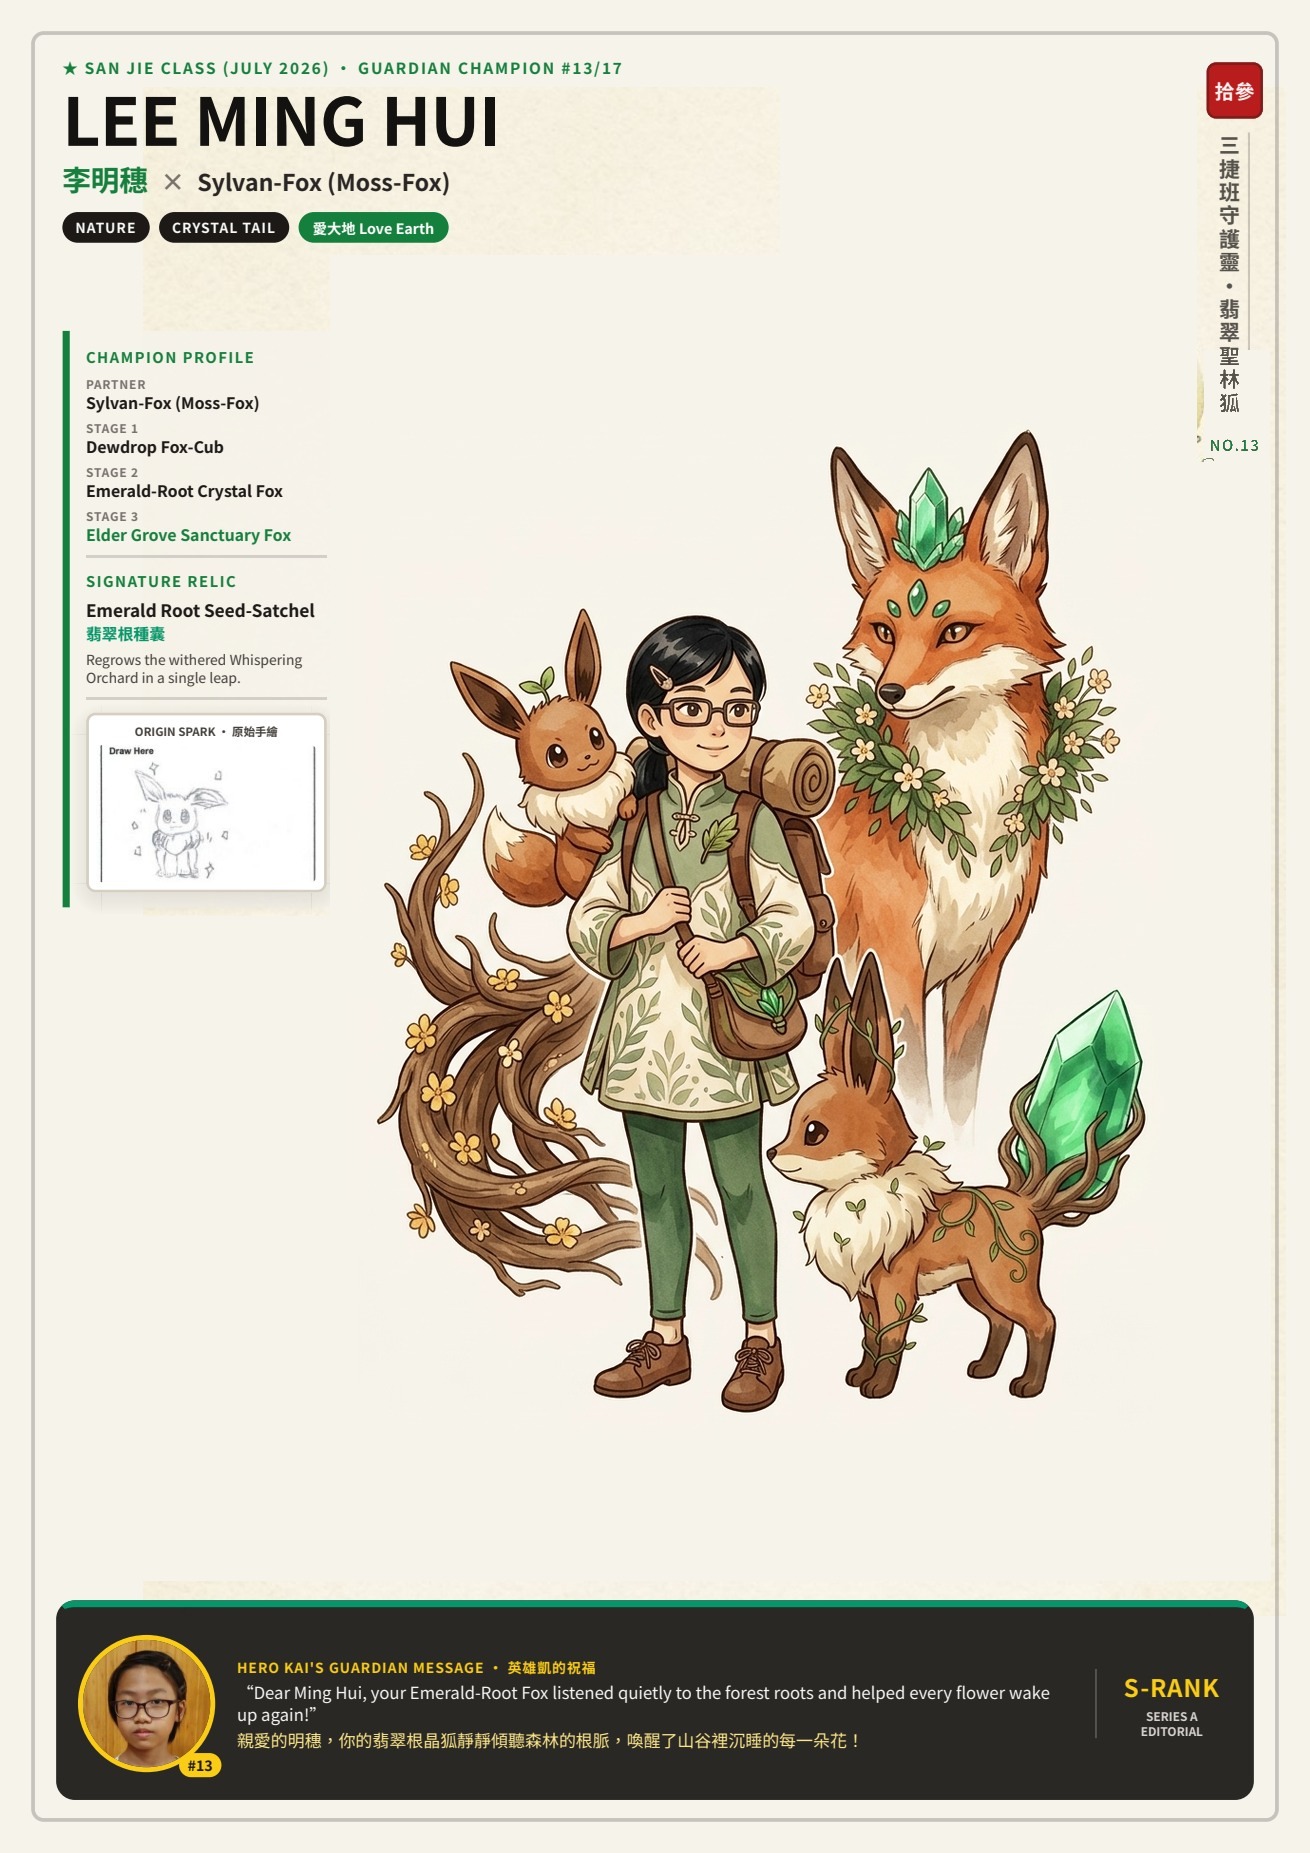 ★ SAN JIE CLASS (JULY 2026) • GUARDIAN CHAMPION #13/17
LEE MING HUI
李明穗 × Sylvan-Fox (Moss-Fox)
NATURE
CRYSTAL TAIL
愛大地 Love Earth
拾參
三捷班守護靈・翡翠聖林狐
NO.13
CHAMPION PROFILE
PARTNER
Sylvan-Fox (Moss-Fox)
STAGE 1
Dewdrop Fox-Cub
STAGE 2
Emerald-Root Crystal Fox
STAGE 3
Elder Grove Sanctuary Fox
SIGNATURE RELIC
Emerald Root Seed-Satchel
翡翠根種囊
Regrows the withered Whispering
Orchard in a single leap.
ORIGIN SPARK • 原始手繪
Draw Here
HERO KAI'S GUARDIAN MESSAGE • 英雄凱的祝福
“Dear Ming Hui, your Emerald-Root Fox listened quietly to the forest roots and helped every flower wake
up again!”
親愛的明穗，你的翡翠根晶狐靜靜傾聽森林的根脈，喚醒了山谷裡沉睡的每一朵花！
#13
S-RANK
SERIES A
EDITORIAL